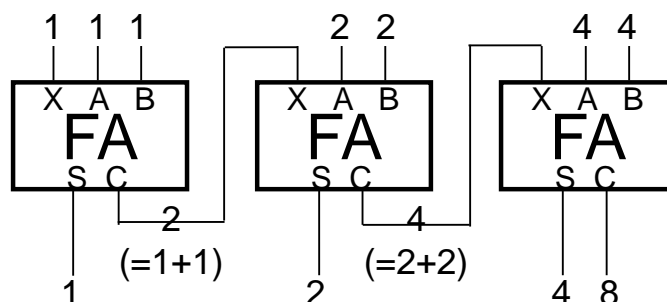 1 1 1 2 2 4 4
X A B X A B X A B
FA FA FA
S C S C S C
2 4
(=1+1) (=2+2)
1 2 4 8